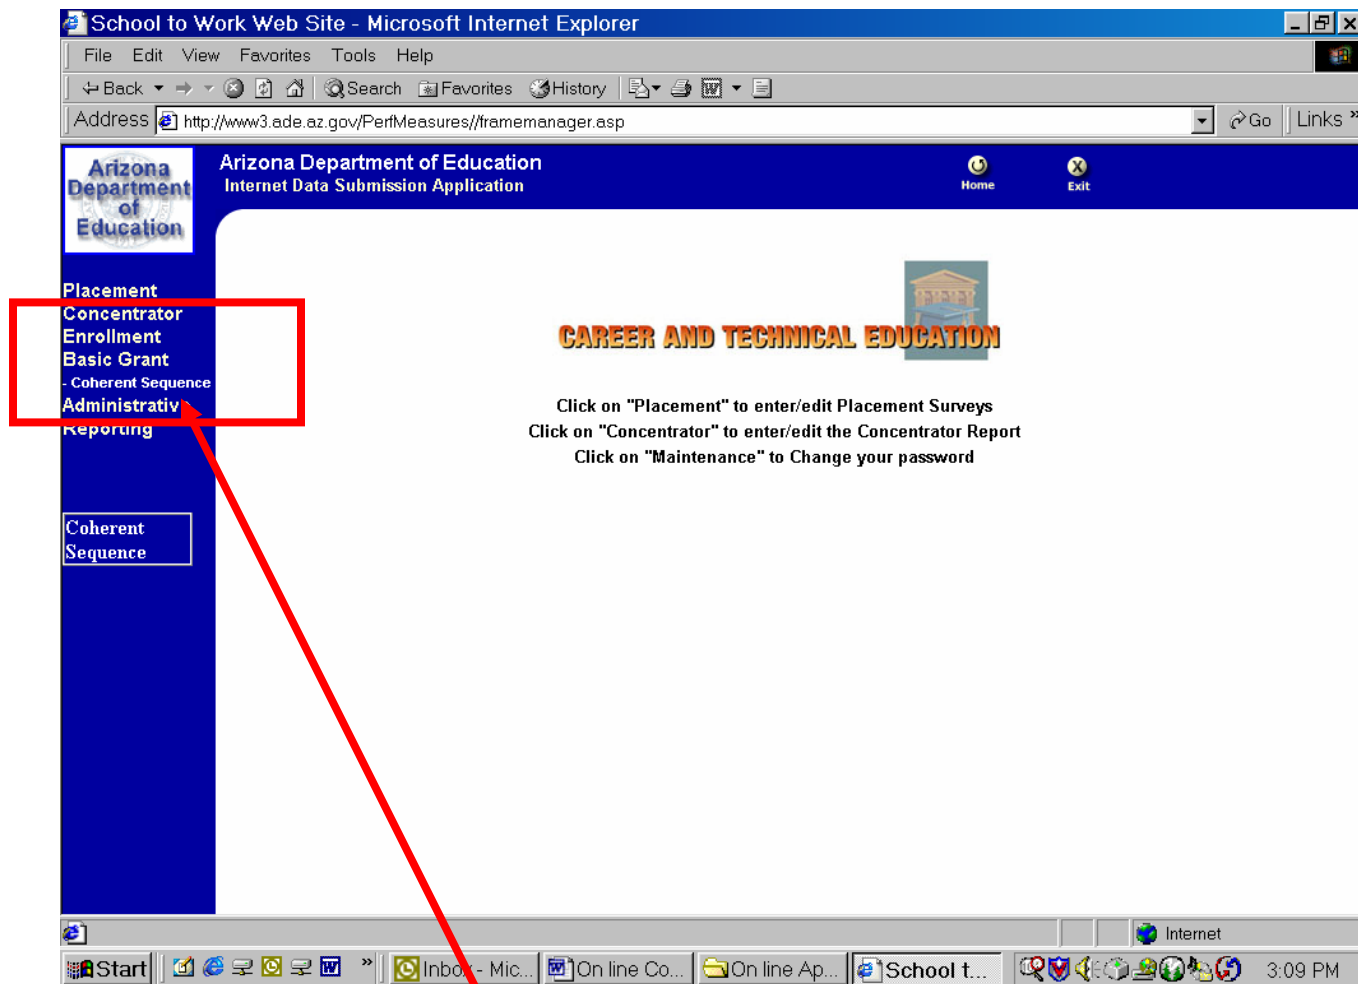 School to Work Web Site - Microsoft Internet Explorer
File Edit View Favorites Tools Help
Back Search Favorites History
Address http://www3.ade.az.gov/PerfMeasures//framemanager.asp Go Links »
Arizona
Department
of
Education
Arizona Department of Education
Internet Data Submission Application
Home Exit
Placement
Concentrator
Enrollment
Basic Grant
- Coherent Sequence
Administrativ
Reporting
Coherent
Sequence
CAREER AND TECHNICAL EDUCATION
Click on "Placement" to enter/edit Placement Surveys
Click on "Concentrator" to enter/edit the Concentrator Report
Click on "Maintenance" to Change your password
Internet
Start » Inbox - Mic... On line Co... On line Ap... School t... 3:09 PM